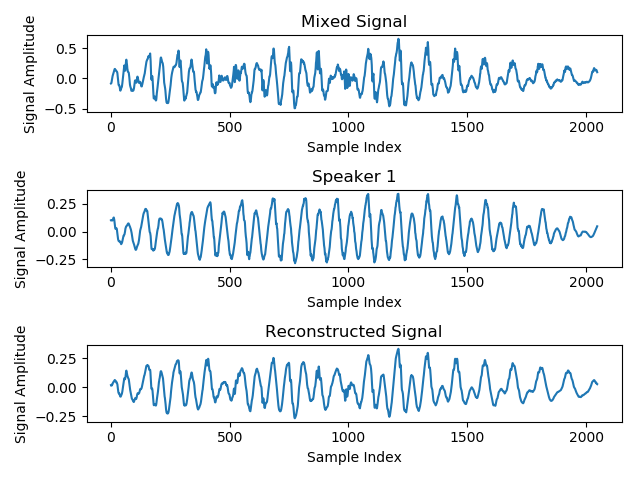 Mixed Signal
Signal Amplitude
0.5
0.0
−0.5
0 500 1000 1500 2000
Sample Index
Speaker 1
Signal Amplitude
0.25
0.00
−0.25
0 500 1000 1500 2000
Sample Index
Reconstructed Signal
Signal Amplitude
0.25
0.00
−0.25
0 500 1000 1500 2000
Sample Index